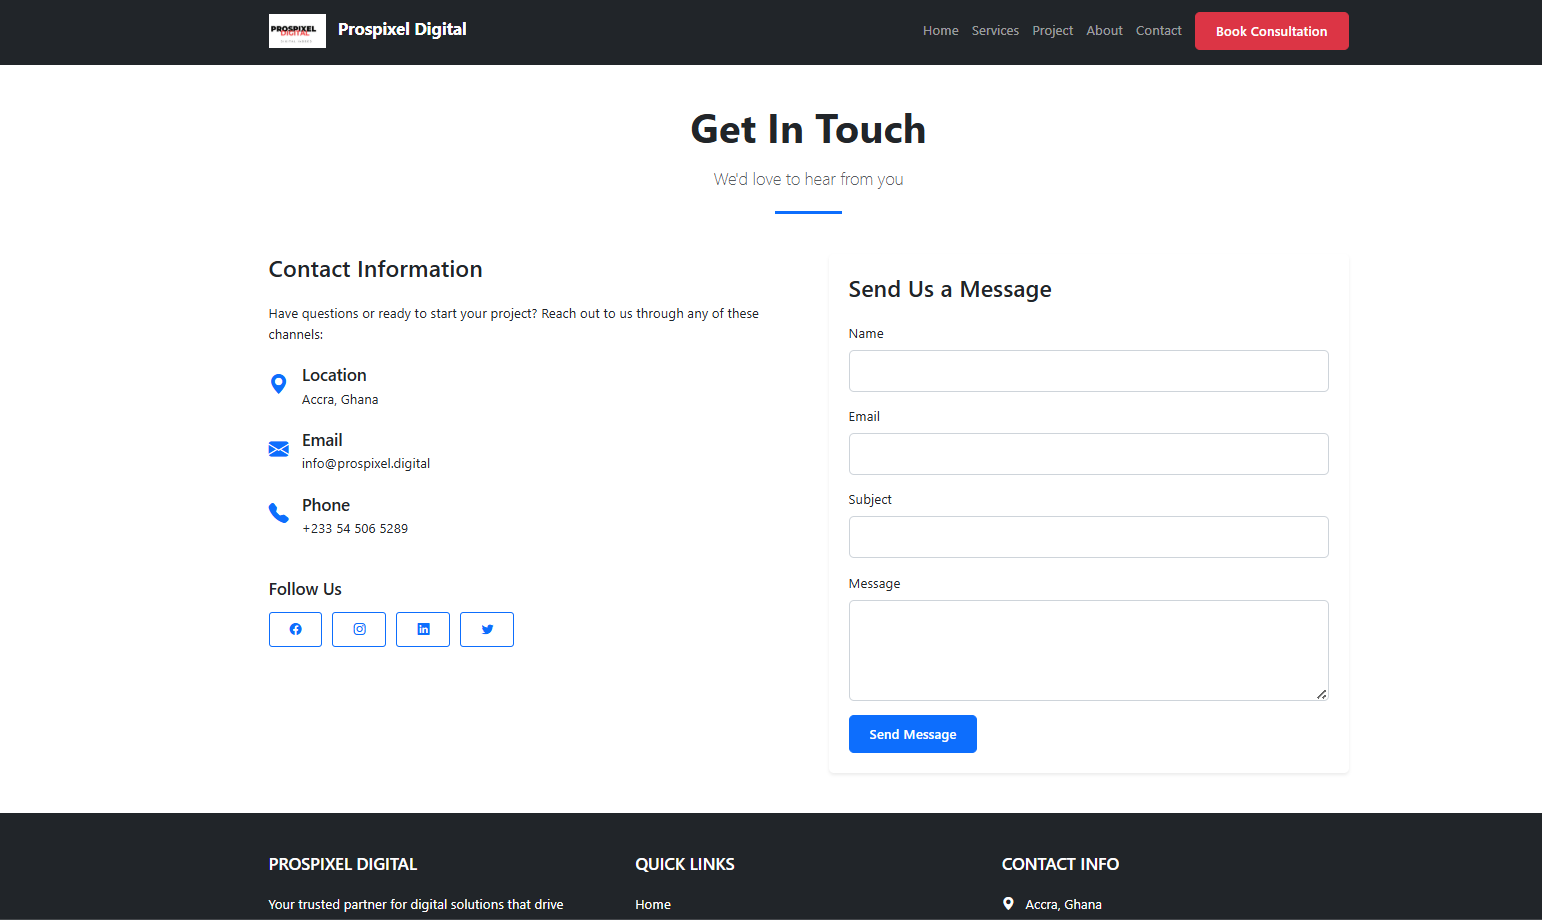 PROSPIXEL
DIGITAL
Prospixel Digital
Home
Services
Project
About
Contact
Book Consultation
Get In Touch
We'd love to hear from you
Contact Information
Have questions or ready to start your project? Reach out to us through any of these
channels:
Location
Accra, Ghana
Email
info@prospixel.digital
Phone
+233 54 506 5289
Follow Us
Send Us a Message
Name
Email
Subject
Message
Send Message
PROSPIXEL DIGITAL
Your trusted partner for digital solutions that drive
QUICK LINKS
Home
CONTACT INFO
Accra, Ghana